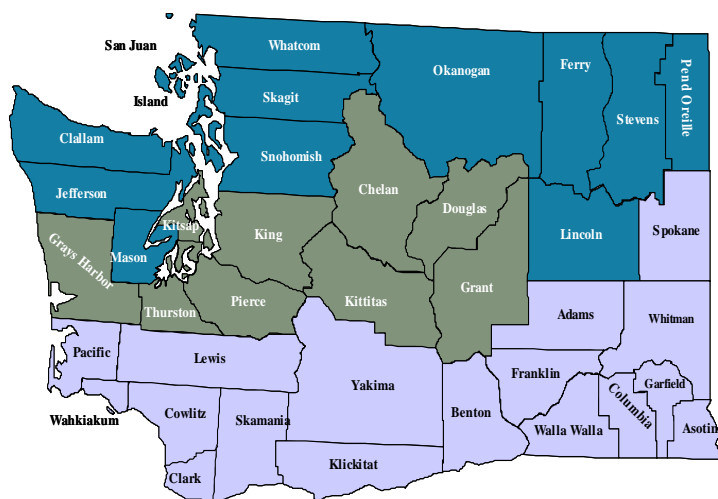 San Juan
Whatcom
Okanogan
Ferry
Pend Oreille
Island
Skagit
Stevens
Clallam
Snohomish
Jefferson
Chelan
Douglas
Kitsap
King
Lincoln
Spokane
Mason
Grays Harbor
Grant
Pierce
Kittitas
Thurston
Adams
Whitman
Pacific
Lewis
Yakima
Franklin
Garfield
Columbia
Wahkiakum
Cowlitz
Skamania
Benton
Walla Walla
Asotin
Klickitat
Clark